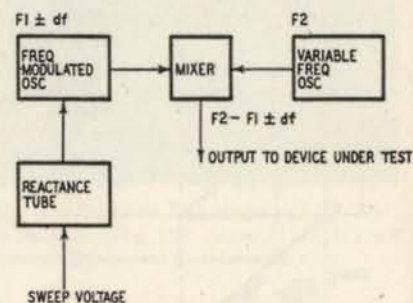 F1 ± df
FREQ
MODULATED
OSC
MIXER
F2
VARIABLE
FREQ
OSC
F2 - F1 ± df
OUTPUT TO DEVICE UNDER TEST
REACTANCE
TUBE
SWEEP VOLTAGE